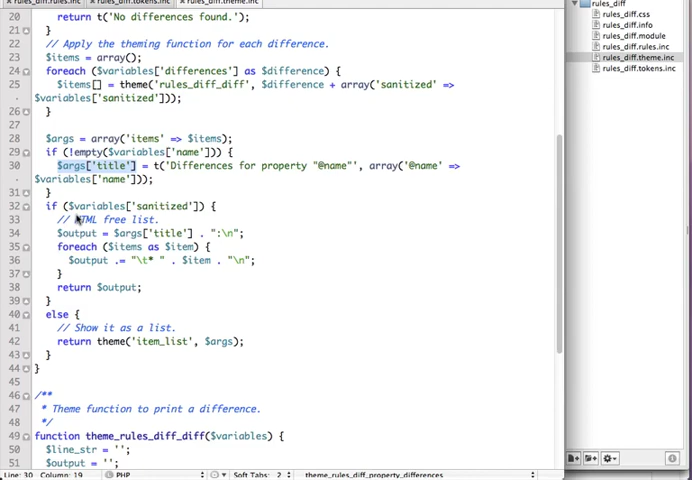 rules_diff.rules.inc
rules_diff.tokens.inc
rules_diff.theme.inc
20 return t('No differences found.');
21 }
22 // Apply the theming function for each difference.
23 $items = array();
24 foreach ($variables['differences'] as $difference) {
25 $items[] = theme('rules_diff_diff', $difference + array('sanitized' =>
$variables['sanitized']));
26 }
27
28 $args = array('items' => $items);
29 if (!empty($variables['name'])) {
30 $args['title'] = t('Differences for property "@name"', array('@name' =>
$variables['name']));
31 }
32 if ($variables['sanitized']) {
33 // HTML free list.
34 $output = $args['title'] . ":\n";
35 foreach ($items as $item) {
36 $output .= "\t* " . $item . "\n";
37 }
38 return $output;
39 }
40 else {
41 // Show it as a list.
42 return theme('item_list', $args);
43 }
44 }
45
46 /**
47 * Theme function to print a difference.
48 */
49 function theme_rules_diff_diff($variables) {
50 $line_str = '';
51 $output = '';
Line: 30 Column: 19
PHP
Soft Tabs: 2
theme_rules_diff_property_differences
rules_diff
rules_diff.css
rules_diff.info
rules_diff.module
rules_diff.rules.inc
rules_diff.theme.inc
rules_diff.tokens.inc